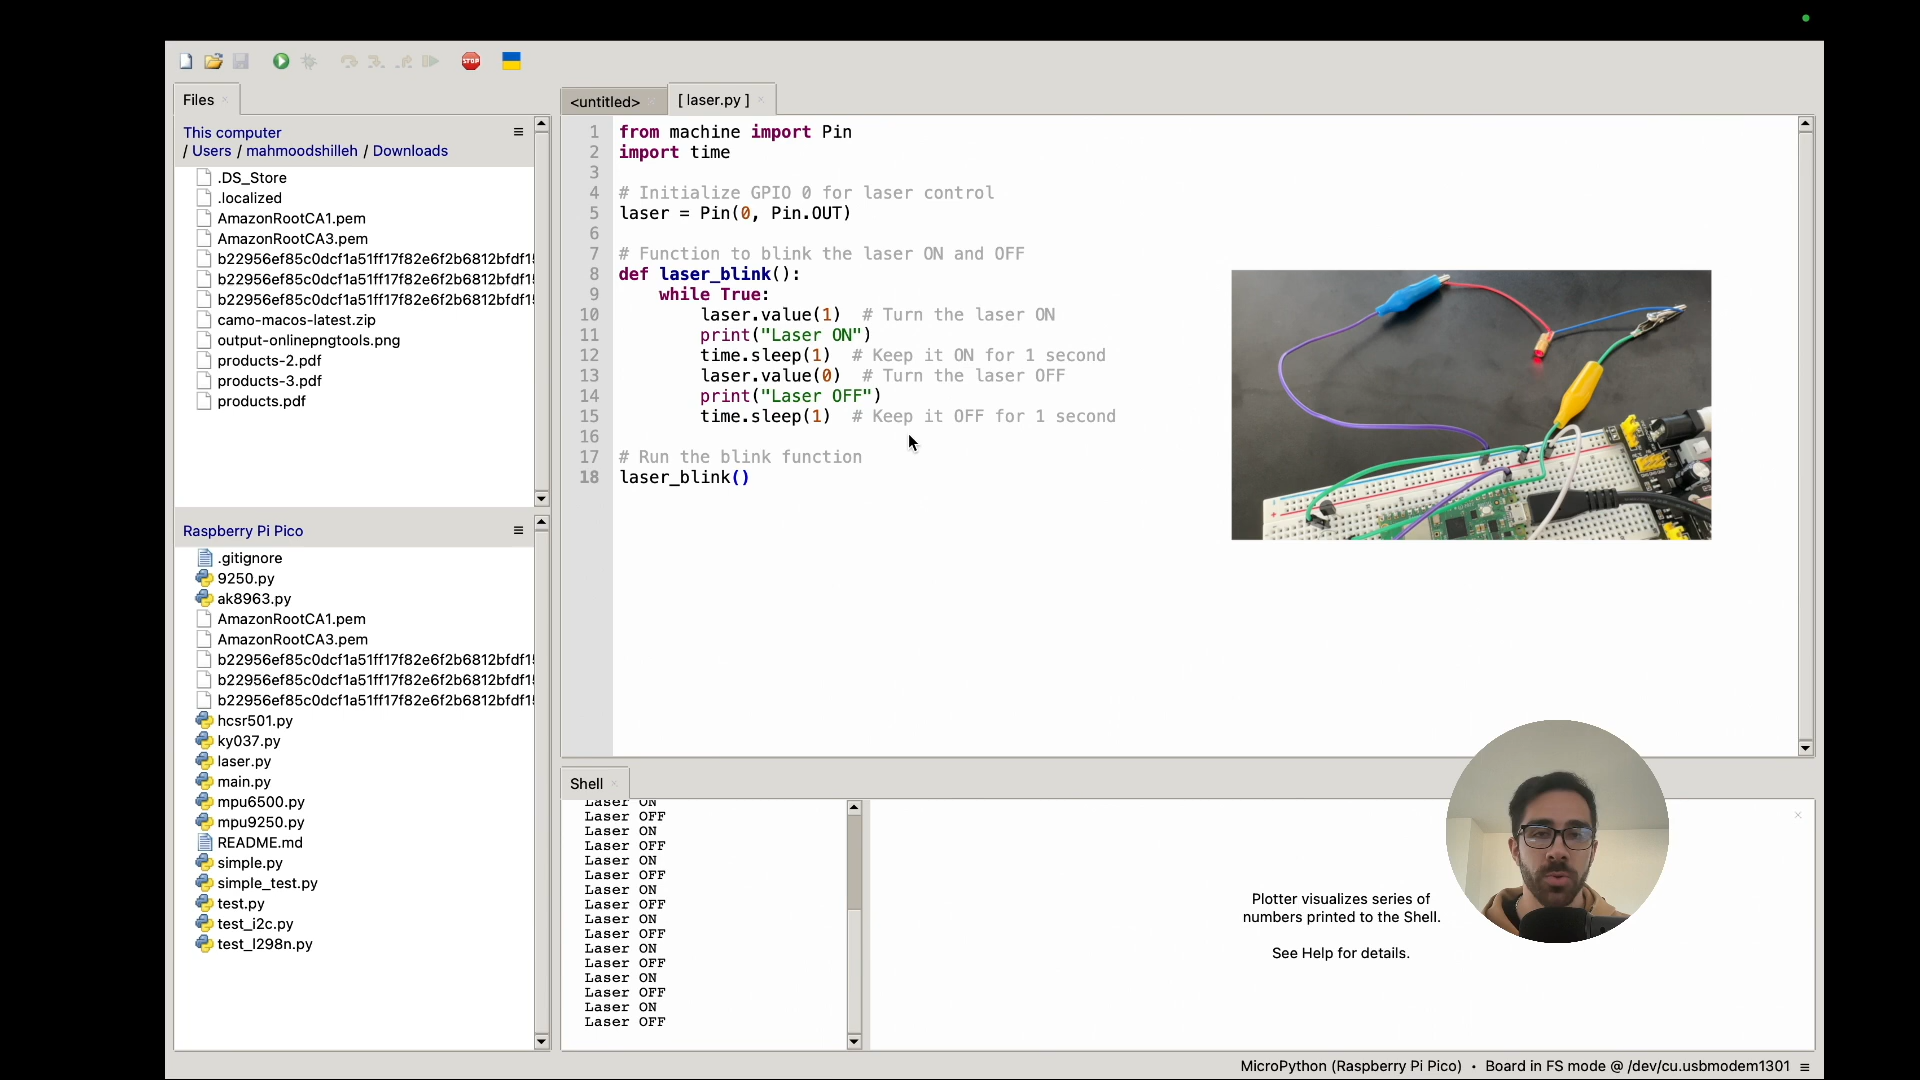 STOP
Files
This computer
/ Users / mahmoodshilleh / Downloads
.DS_Store
.localized
AmazonRootCA1.pem
AmazonRootCA3.pem
b22956ef85c0dcf1a51ff17f82e6f2b6812bfdf1
b22956ef85c0dcf1a51ff17f82e6f2b6812bfdf1
b22956ef85c0dcf1a51ff17f82e6f2b6812bfdf1
camo-macos-latest.zip
output-onlinepngtools.png
products-2.pdf
products-3.pdf
products.pdf
Raspberry Pi Pico
.gitignore
9250.py
ak8963.py
AmazonRootCA1.pem
AmazonRootCA3.pem
b22956ef85c0dcf1a51ff17f82e6f2b6812bfdf1
b22956ef85c0dcf1a51ff17f82e6f2b6812bfdf1
b22956ef85c0dcf1a51ff17f82e6f2b6812bfdf1
hcsr501.py
ky037.py
laser.py
main.py
mpu6500.py
mpu9250.py
README.md
simple.py
simple_test.py
test.py
test_i2c.py
test_l298n.py
<untitled> [ laser.py ]
1 from machine import Pin
2 import time
3
4 # Initialize GPIO 0 for laser control
5 laser = Pin(0, Pin.OUT)
6
7 # Function to blink the laser ON and OFF
8 def laser_blink():
9     while True:
10         laser.value(1)  # Turn the laser ON
11         print("Laser ON")
12         time.sleep(1)  # Keep it ON for 1 second
13         laser.value(0)  # Turn the laser OFF
14         print("Laser OFF")
15         time.sleep(1)  # Keep it OFF for 1 second
16
17 # Run the blink function
18 laser_blink()
Shell
Laser ON
Laser OFF
Laser ON
Laser OFF
Laser ON
Laser OFF
Laser ON
Laser OFF
Laser ON
Laser OFF
Laser ON
Laser OFF
Laser ON
Laser OFF
Laser ON
Laser OFF
Plotter visualizes series of
numbers printed to the Shell.
See Help for details.
MicroPython (Raspberry Pi Pico) • Board in FS mode @ /dev/cu.usbmodem1301 ≡